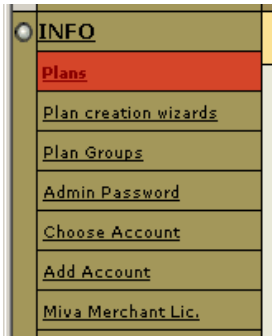 INFO
Plans
Plan creation wizards
Plan Groups
Admin Password
Choose Account
Add Account
Miva Merchant Lic.